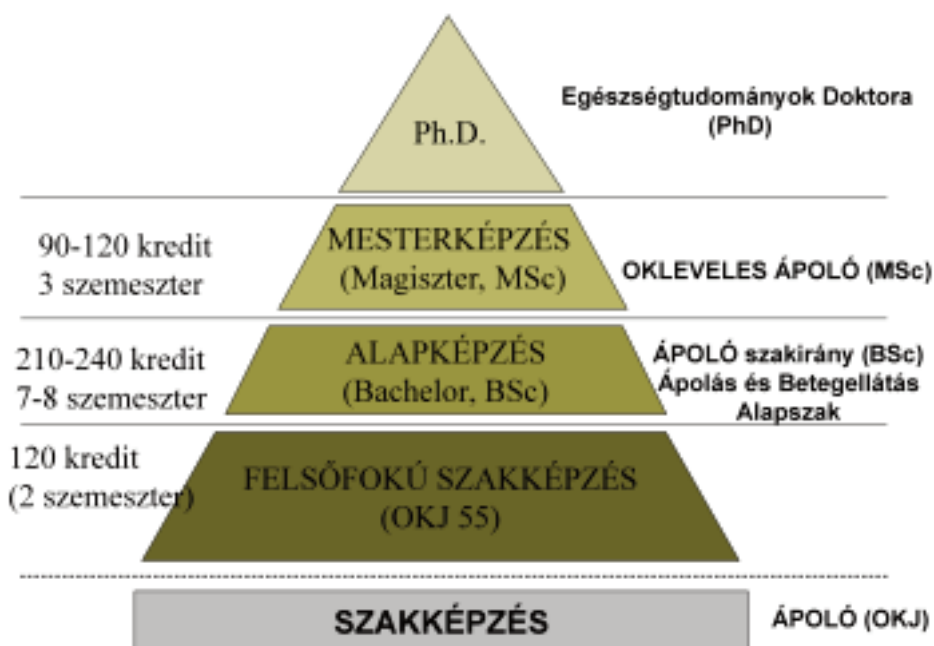 Egészségtudományok Doktora
(PhD)
Ph.D.
90-120 kredit
3 szemeszter
MESTERKÉPZÉS
(Magiszter, MSc)
OKLEVELES ÁPOLÓ (MSc)
210-240 kredit
7-8 szemeszter
ALAPKÉPZÉS
(Bachelor, BSc)
ÁPOLÓ szakirány (BSc)
Ápolás és Betegellátás
Alapszak
120 kredit
(2 szemeszter)
FELSŐFOKÚ SZAKKÉPZÉS
(OKJ 55)
SZAKKÉPZÉS
ÁPOLÓ (OKJ)